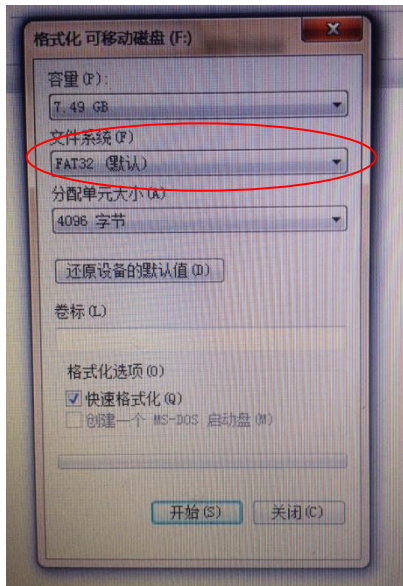 格式化 可移动磁盘 (F:)
容量(P):
7.49 GB
文件系统(F)
FAT32 (默认)
分配单元大小(A)
4096 字节
还原设备的默认值(D)
卷标(L)
格式化选项(O)
快速格式化(Q)
创建一个 MS-DOS 启动盘(M)
开始(S)
关闭(C)